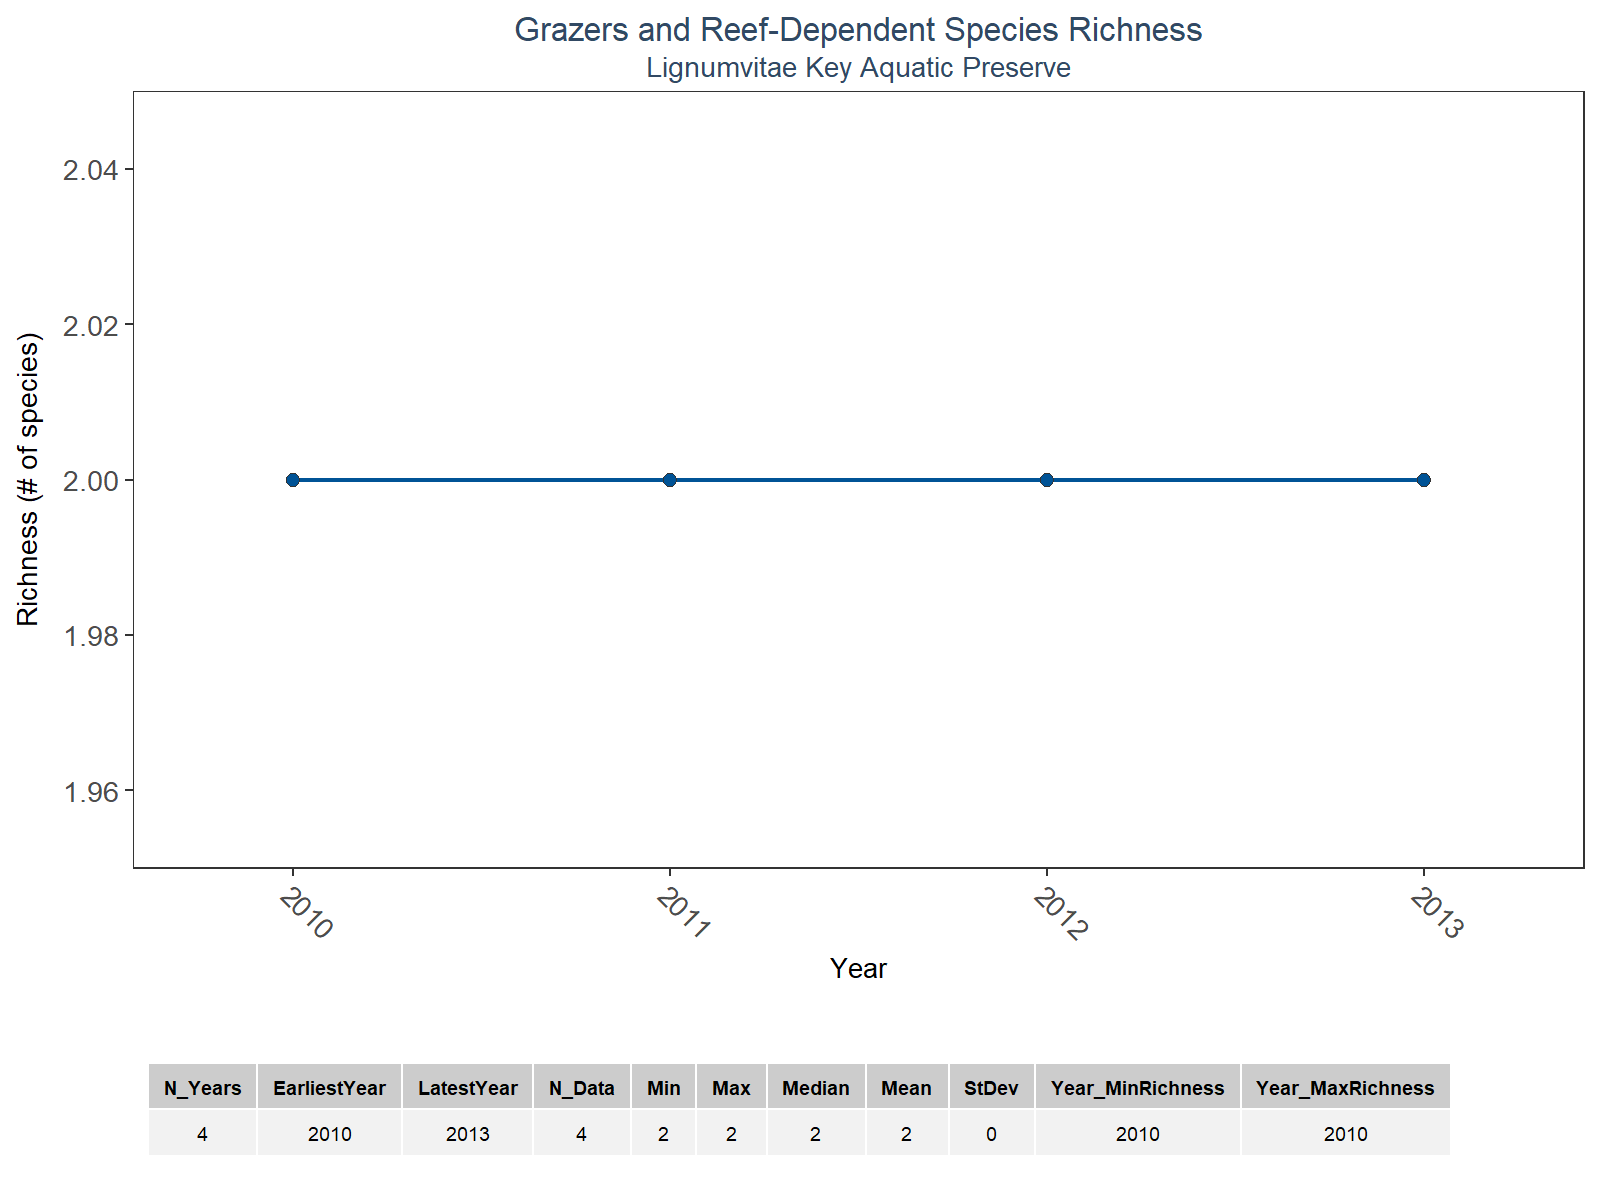 Grazers and Reef-Dependent Species Richness
Lignumvitae Key Aquatic Preserve
Richness (# of species)
2.04
2.02
2.00
1.98
1.96
2010 2011 2012 2013
Year
N_Years EarliestYear LatestYear N_Data Min Max Median Mean StDev Year_MinRichness Year_MaxRichness
4 2010 2013 4 2 2 2 2 0 2010 2010